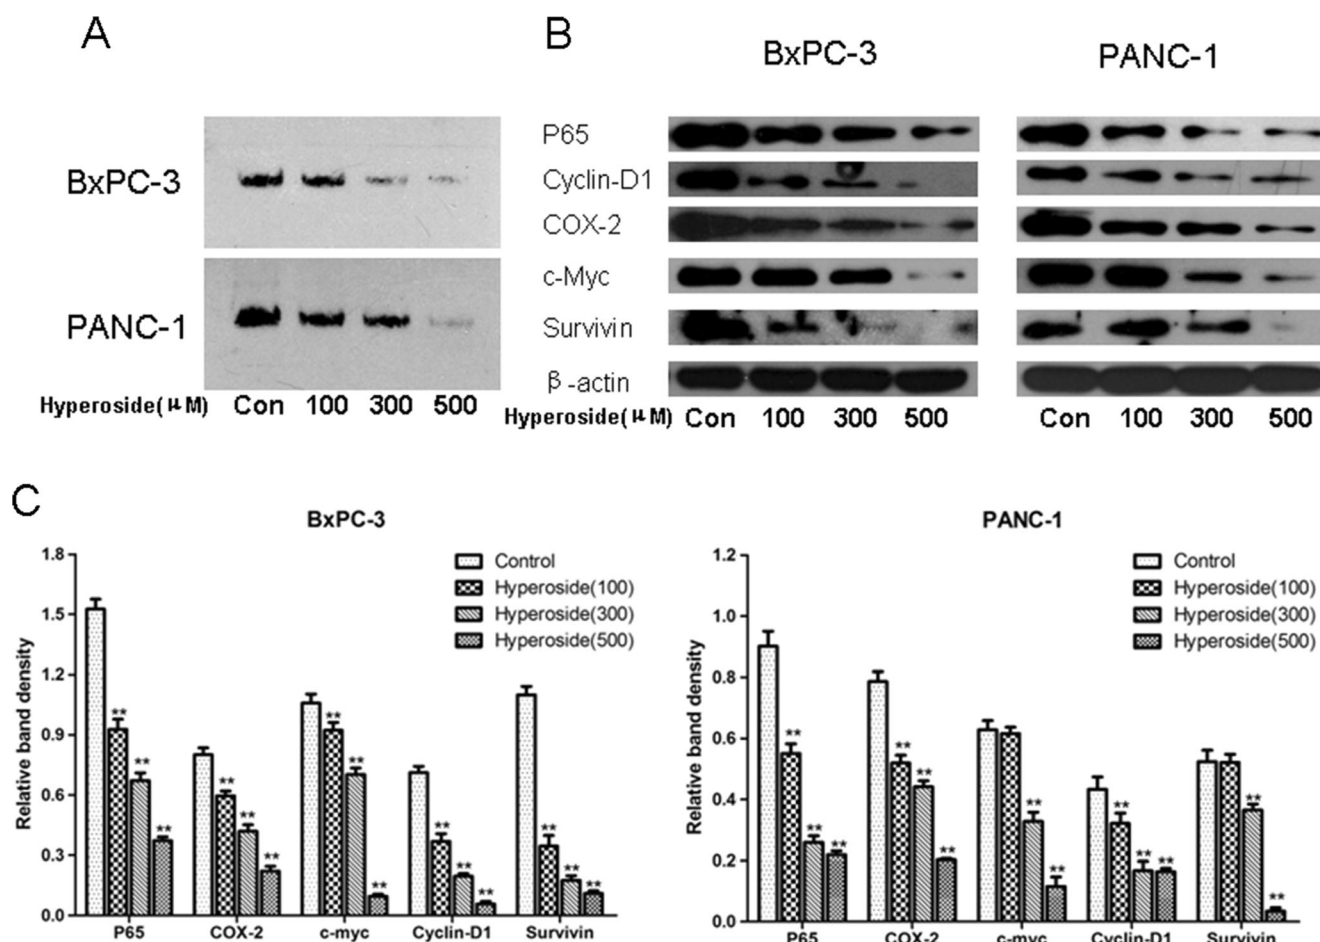 A
BxPC-3
PANC-1
Hyperoside(μM) Con 100 300 500
B
BxPC-3 PANC-1
P65
Cyclin-D1
COX-2
c-Myc
Survivin
β-actin
Hyperoside(μM) Con 100 300 500 Con 100 300 500
C
BxPC-3
Relative band density
1.8
1.5
1.2
0.9
0.6
0.3
0.0
Control
Hyperoside(100)
Hyperoside(300)
Hyperoside(500)
** ** **
** ** **
** ** **
** ** **
** ** **
P65 COX-2 c-myc Cyclin-D1 Survivin
PANC-1
Relative band density
1.2
1.0
0.8
0.6
0.4
0.2
0.0
Control
Hyperoside(100)
Hyperoside(300)
Hyperoside(500)
** ** **
** ** **
** **
** ** **
** **
P65 COX-2 c-myc Cyclin-D1 Survivin